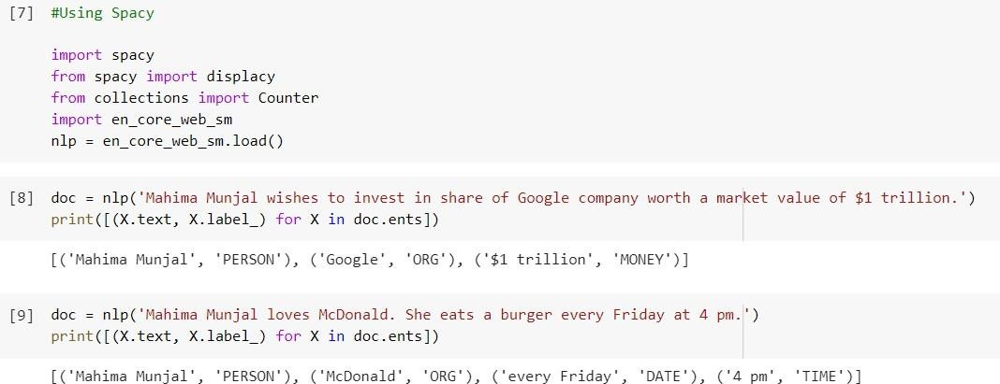 [7] #Using Spacy
import spacy
from spacy import displacy
from collections import Counter
import en_core_web_sm
nlp = en_core_web_sm.load()
[8] doc = nlp('Mahima Munjal wishes to invest in share of Google company worth a market value of $1 trillion.')
print([(X.text, X.label_) for X in doc.ents])
[('Mahima Munjal', 'PERSON'), ('Google', 'ORG'), ('$1 trillion', 'MONEY')]
[9] doc = nlp('Mahima Munjal loves McDonald. She eats a burger every Friday at 4 pm.')
print([(X.text, X.label_) for X in doc.ents])
[('Mahima Munjal', 'PERSON'), ('McDonald', 'ORG'), ('every Friday', 'DATE'), ('4 pm', 'TIME')]